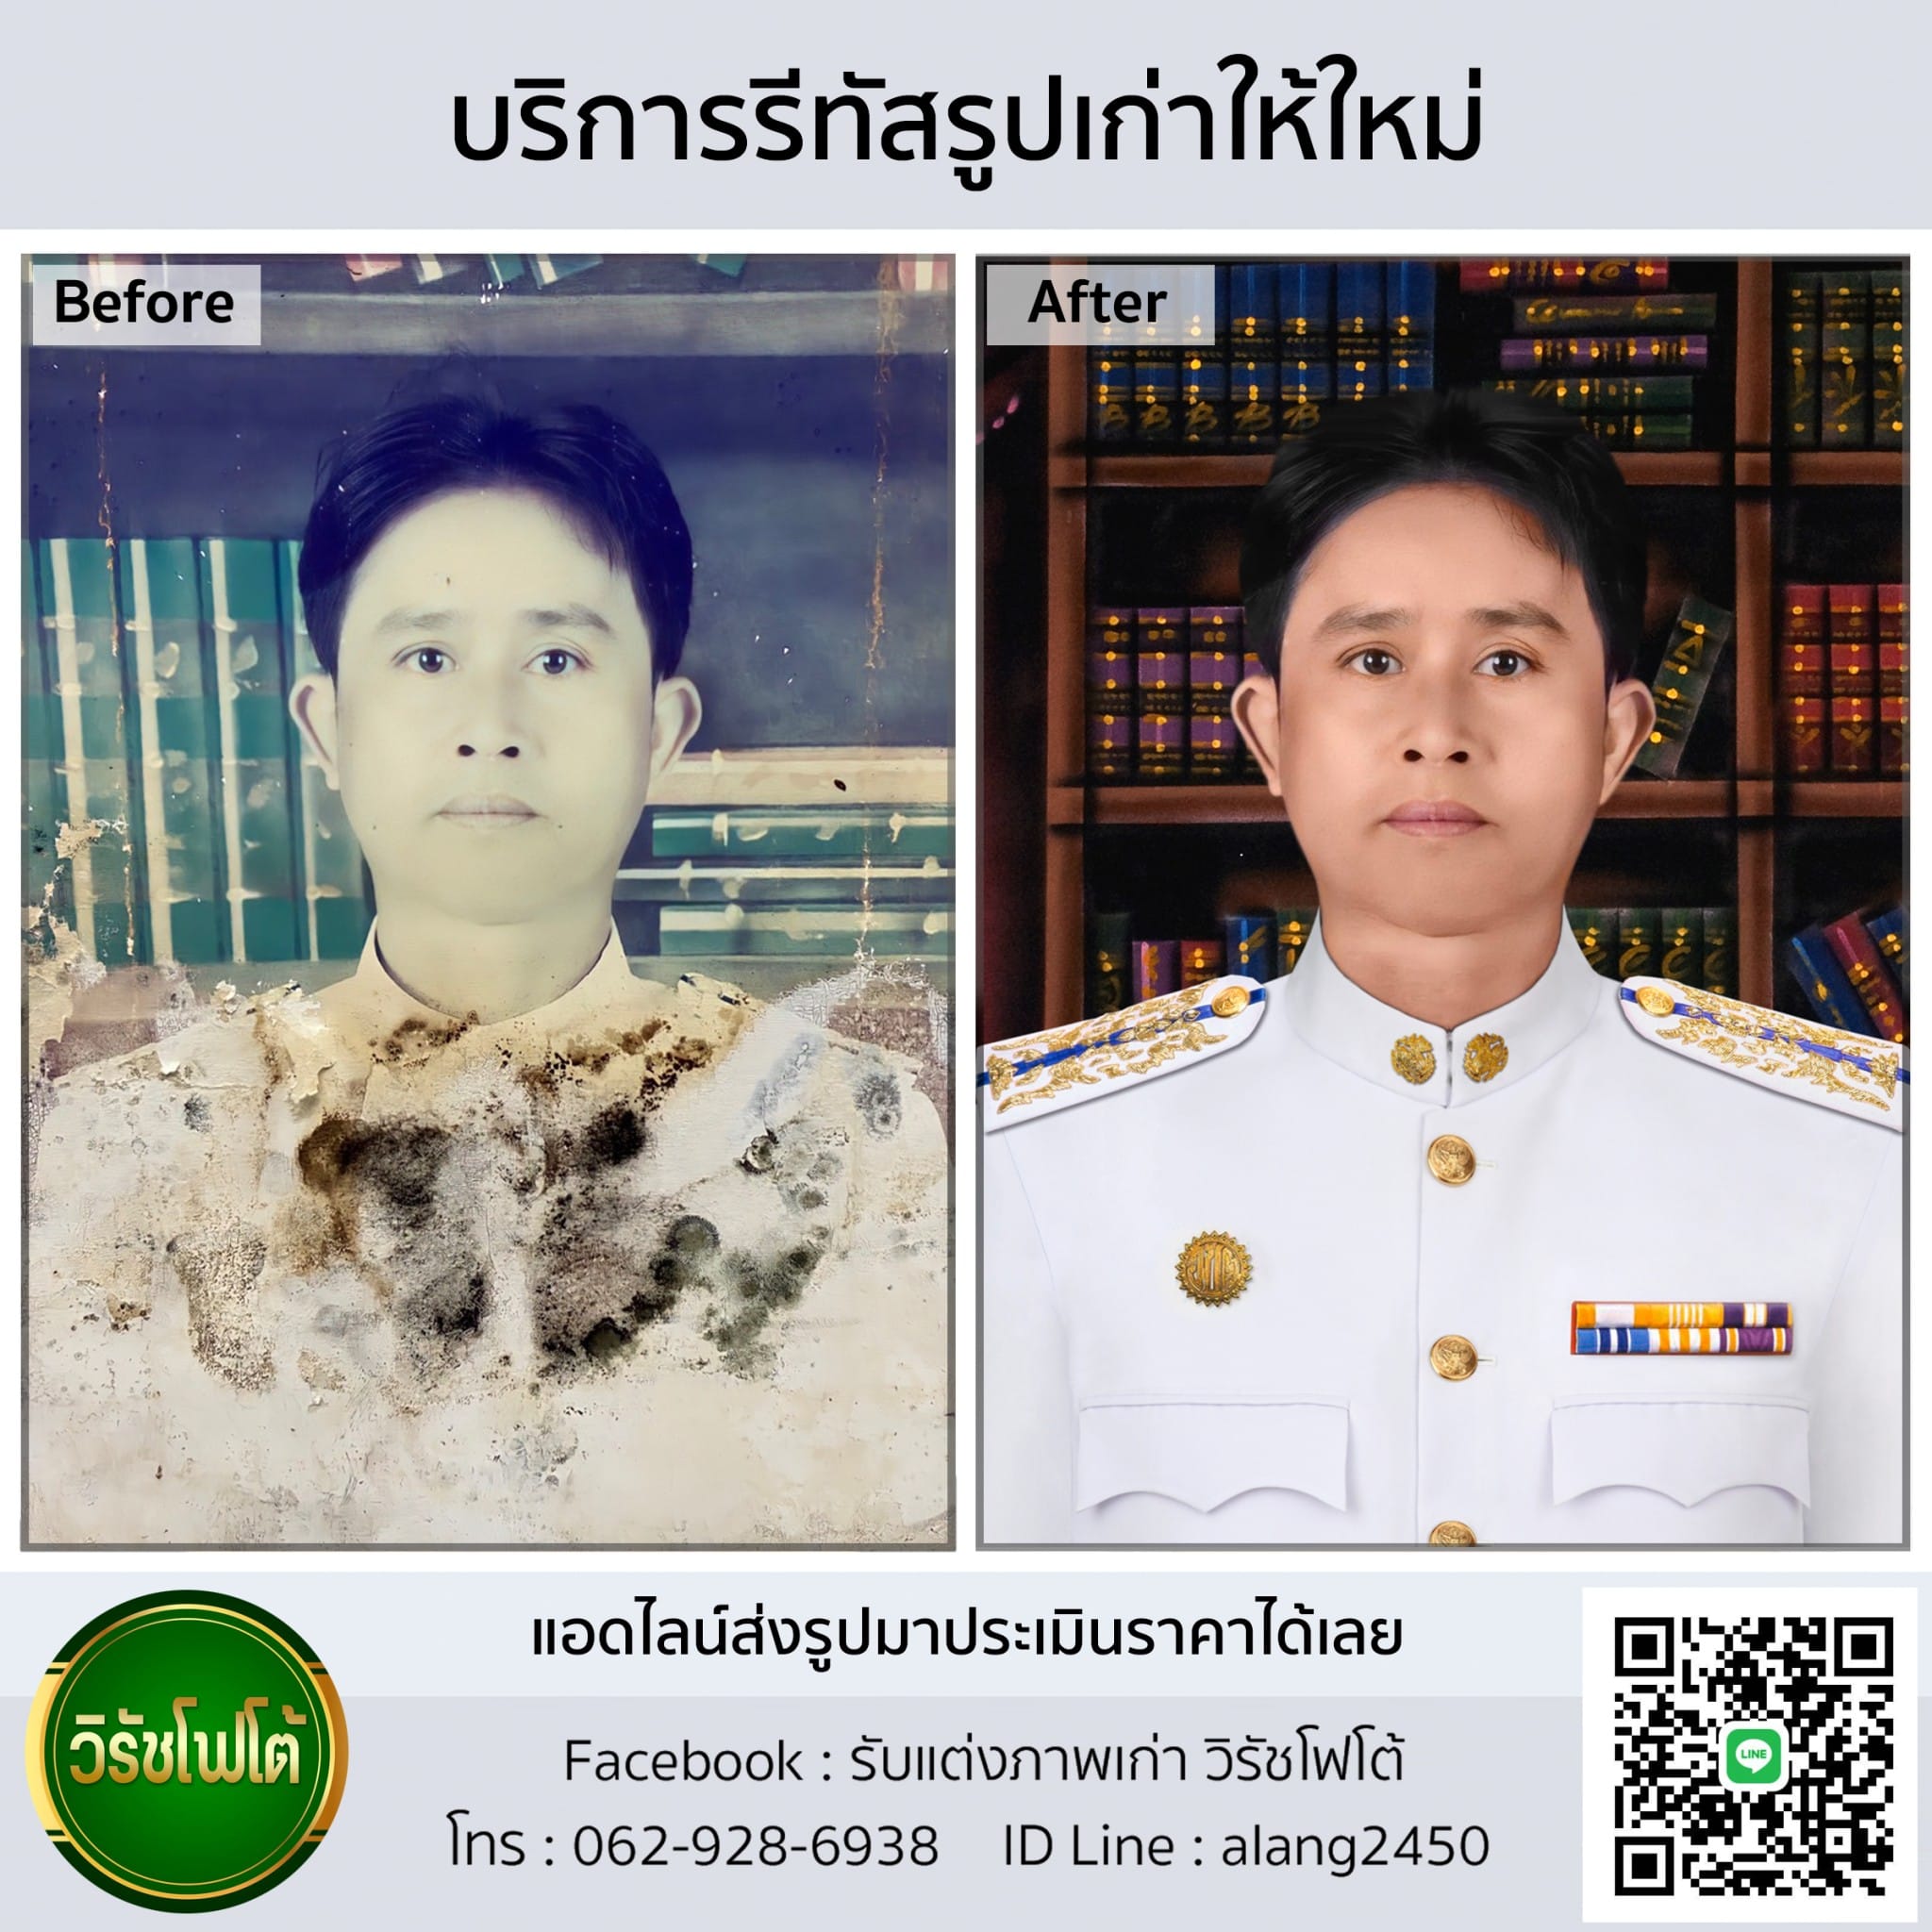 บริการรีทัสรูปเก่าให้ใหม่
Before
After
แอดไลน์ส่งรูปมาประเมินราคาได้เลย
วิรัชโฟโต้
Facebook : รับแต่งภาพเก่า วิรัชโฟโต้
โทร : 062-928-6938 ID Line : alang2450
LINE